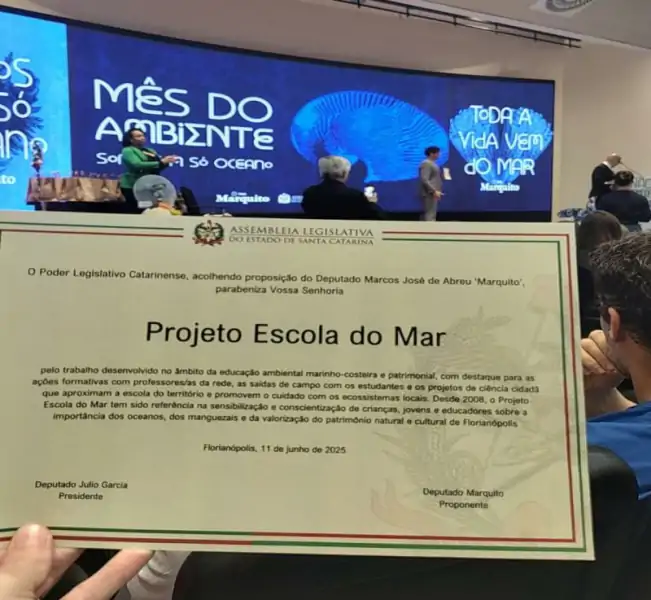 MÊS DO
AMBIENTE
SOMOS UM SÓ OCEANO
Marquito
TODA A
VIDA VEM
DO MAR
Marquito
ASSEMBLEIA LEGISLATIVA
DO ESTADO DE SANTA CATARINA
O Poder Legislativo Catarinense, acolhendo proposição do Deputado Marcos José de Abreu 'Marquito',
parabeniza Vossa Senhoria
Projeto Escola do Mar
pelo trabalho desenvolvido no âmbito da educação ambiental marinho-costeira e patrimonial, com destaque para as
ações formativas com professores/as da rede, as saídas de campo com os estudantes e os projetos de ciência cidadã
que aproximam a escola do território e promovem o cuidado com os ecossistemas locais. Desde 2008, o Projeto
Escola do Mar tem sido referência na sensibilização e conscientização de crianças, jovens e educadores sobre a
importância dos oceanos, dos manguezais e da valorização do patrimônio natural e cultural de Florianópolis.
Florianópolis, 11 de junho de 2025.
Deputado Julio Garcia
Presidente
Deputado Marquito
Proponente